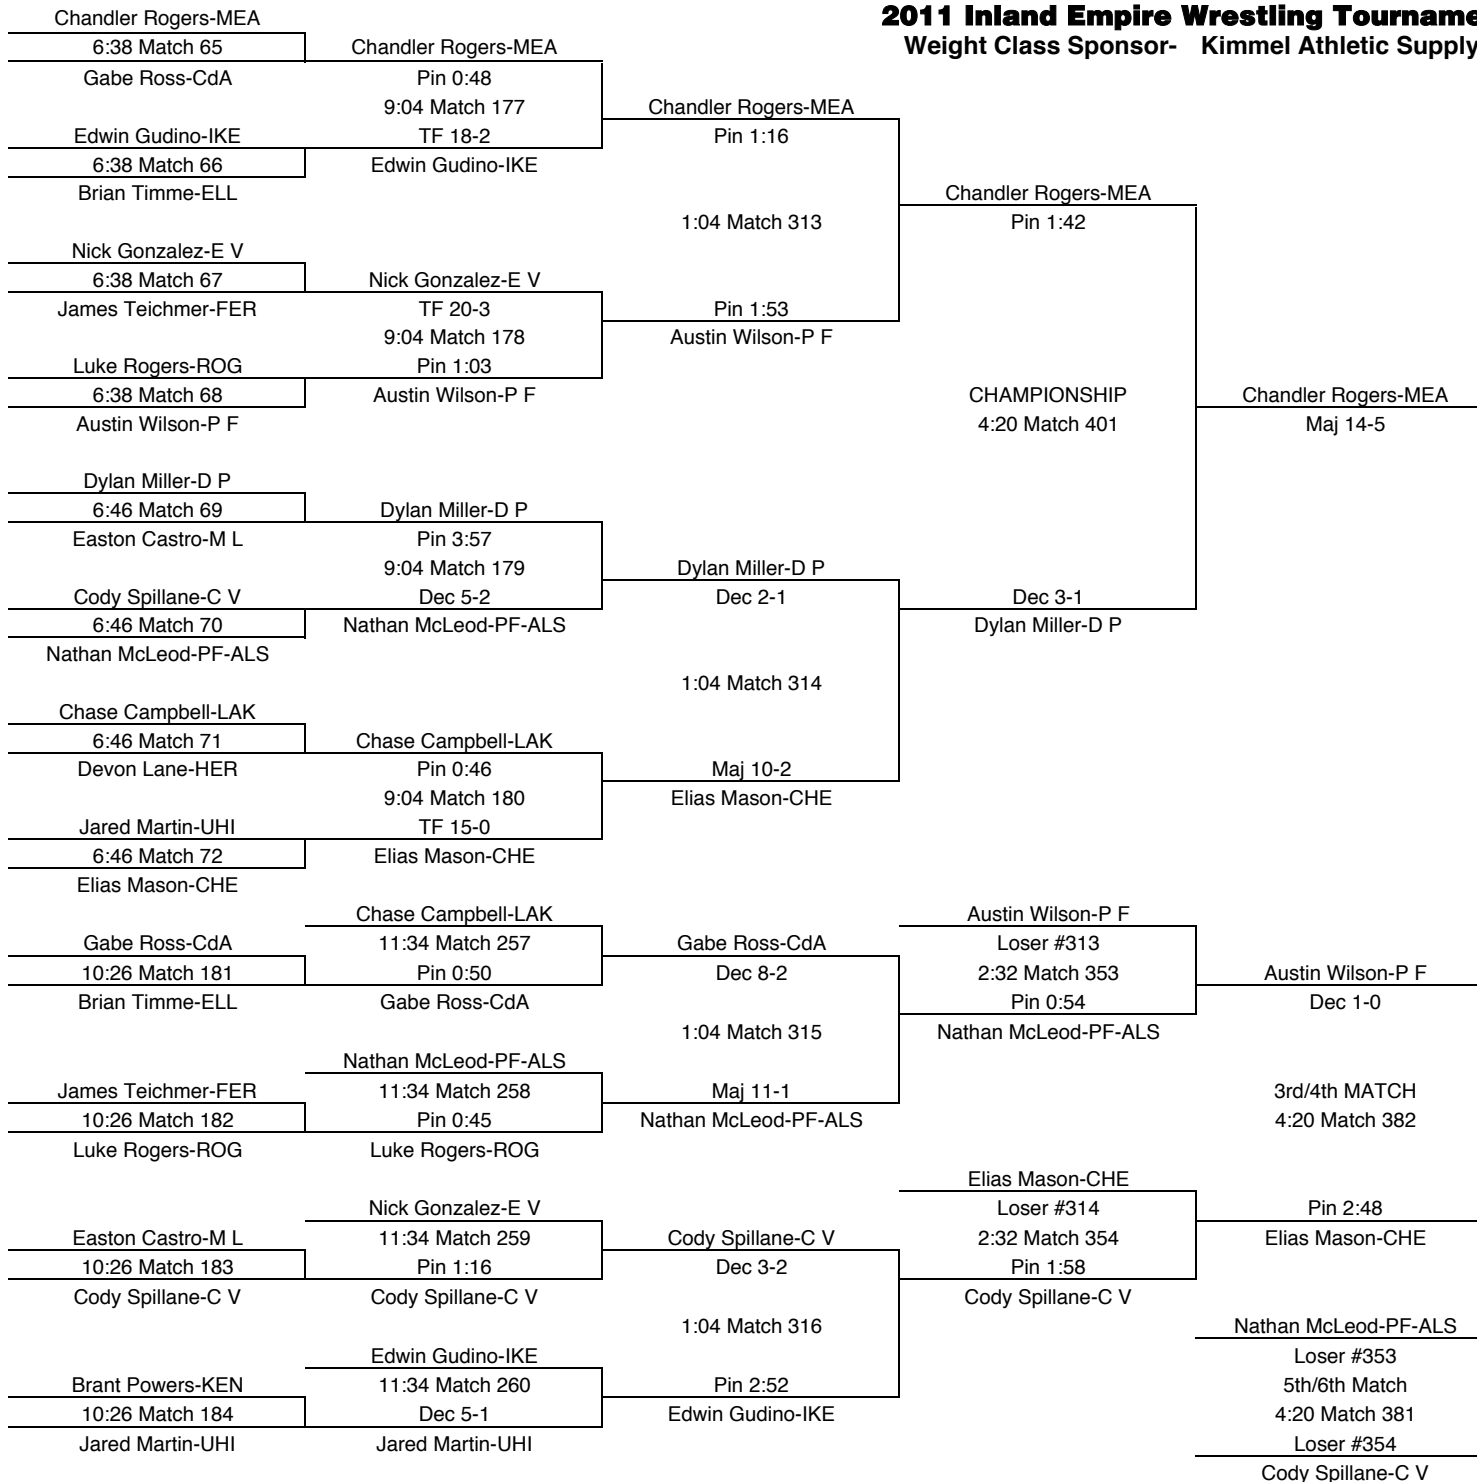 2011 Inland Empire Wrestling Tourname
Weight Class Sponsor- Kimmel Athletic Supply
Chandler Rogers-MEA
6:38 Match 65
Gabe Ross-CdA
Edwin Gudino-IKE
6:38 Match 66
Brian Timme-ELL
Nick Gonzalez-E V
6:38 Match 67
James Teichmer-FER
Luke Rogers-ROG
6:38 Match 68
Austin Wilson-P F
Dylan Miller-D P
6:46 Match 69
Easton Castro-M L
Cody Spillane-C V
6:46 Match 70
Nathan McLeod-PF-ALS
Chase Campbell-LAK
6:46 Match 71
Devon Lane-HER
Jared Martin-UHI
6:46 Match 72
Elias Mason-CHE
Chandler Rogers-MEA
Pin 0:48
9:04 Match 177
TF 18-2
Edwin Gudino-IKE
Nick Gonzalez-E V
TF 20-3
9:04 Match 178
Pin 1:03
Austin Wilson-P F
Dylan Miller-D P
Pin 3:57
9:04 Match 179
Dec 5-2
Nathan McLeod-PF-ALS
Chase Campbell-LAK
Pin 0:46
9:04 Match 180
TF 15-0
Elias Mason-CHE
Chandler Rogers-MEA
Pin 1:16
1:04 Match 313
Pin 1:53
Austin Wilson-P F
Dylan Miller-D P
Dec 2-1
1:04 Match 314
Maj 10-2
Elias Mason-CHE
Chandler Rogers-MEA
Pin 1:42
CHAMPIONSHIP
4:20 Match 401
Dec 3-1
Dylan Miller-D P
Chandler Rogers-MEA
Maj 14-5
Gabe Ross-CdA
10:26 Match 181
Brian Timme-ELL
James Teichmer-FER
10:26 Match 182
Luke Rogers-ROG
Easton Castro-M L
10:26 Match 183
Cody Spillane-C V
Brant Powers-KEN
10:26 Match 184
Jared Martin-UHI
Chase Campbell-LAK
11:34 Match 257
Pin 0:50
Gabe Ross-CdA
Nathan McLeod-PF-ALS
11:34 Match 258
Pin 0:45
Luke Rogers-ROG
Nick Gonzalez-E V
11:34 Match 259
Pin 1:16
Cody Spillane-C V
Edwin Gudino-IKE
11:34 Match 260
Dec 5-1
Jared Martin-UHI
Gabe Ross-CdA
Dec 8-2
1:04 Match 315
Maj 11-1
Nathan McLeod-PF-ALS
Cody Spillane-C V
Dec 3-2
1:04 Match 316
Pin 2:52
Edwin Gudino-IKE
Austin Wilson-P F
Loser #313
2:32 Match 353
Pin 0:54
Nathan McLeod-PF-ALS
Elias Mason-CHE
Loser #314
2:32 Match 354
Pin 1:58
Cody Spillane-C V
Austin Wilson-P F
Dec 1-0
3rd/4th MATCH
4:20 Match 382
Pin 2:48
Elias Mason-CHE
Nathan McLeod-PF-ALS
Loser #353
5th/6th Match
4:20 Match 381
Loser #354
Cody Spillane-C V